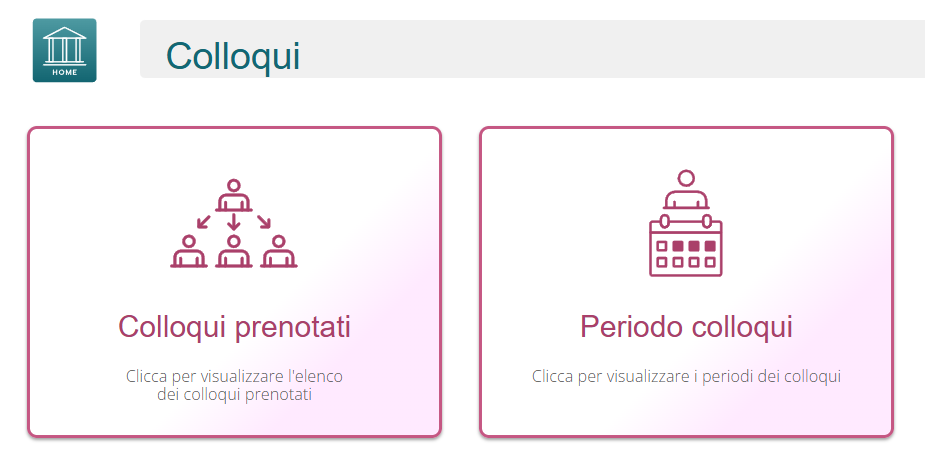 HOME
Colloqui
Colloqui prenotati
Clicca per visualizzare l'elenco
dei colloqui prenotati
Periodo colloqui
Clicca per visualizzare i periodi dei colloqui